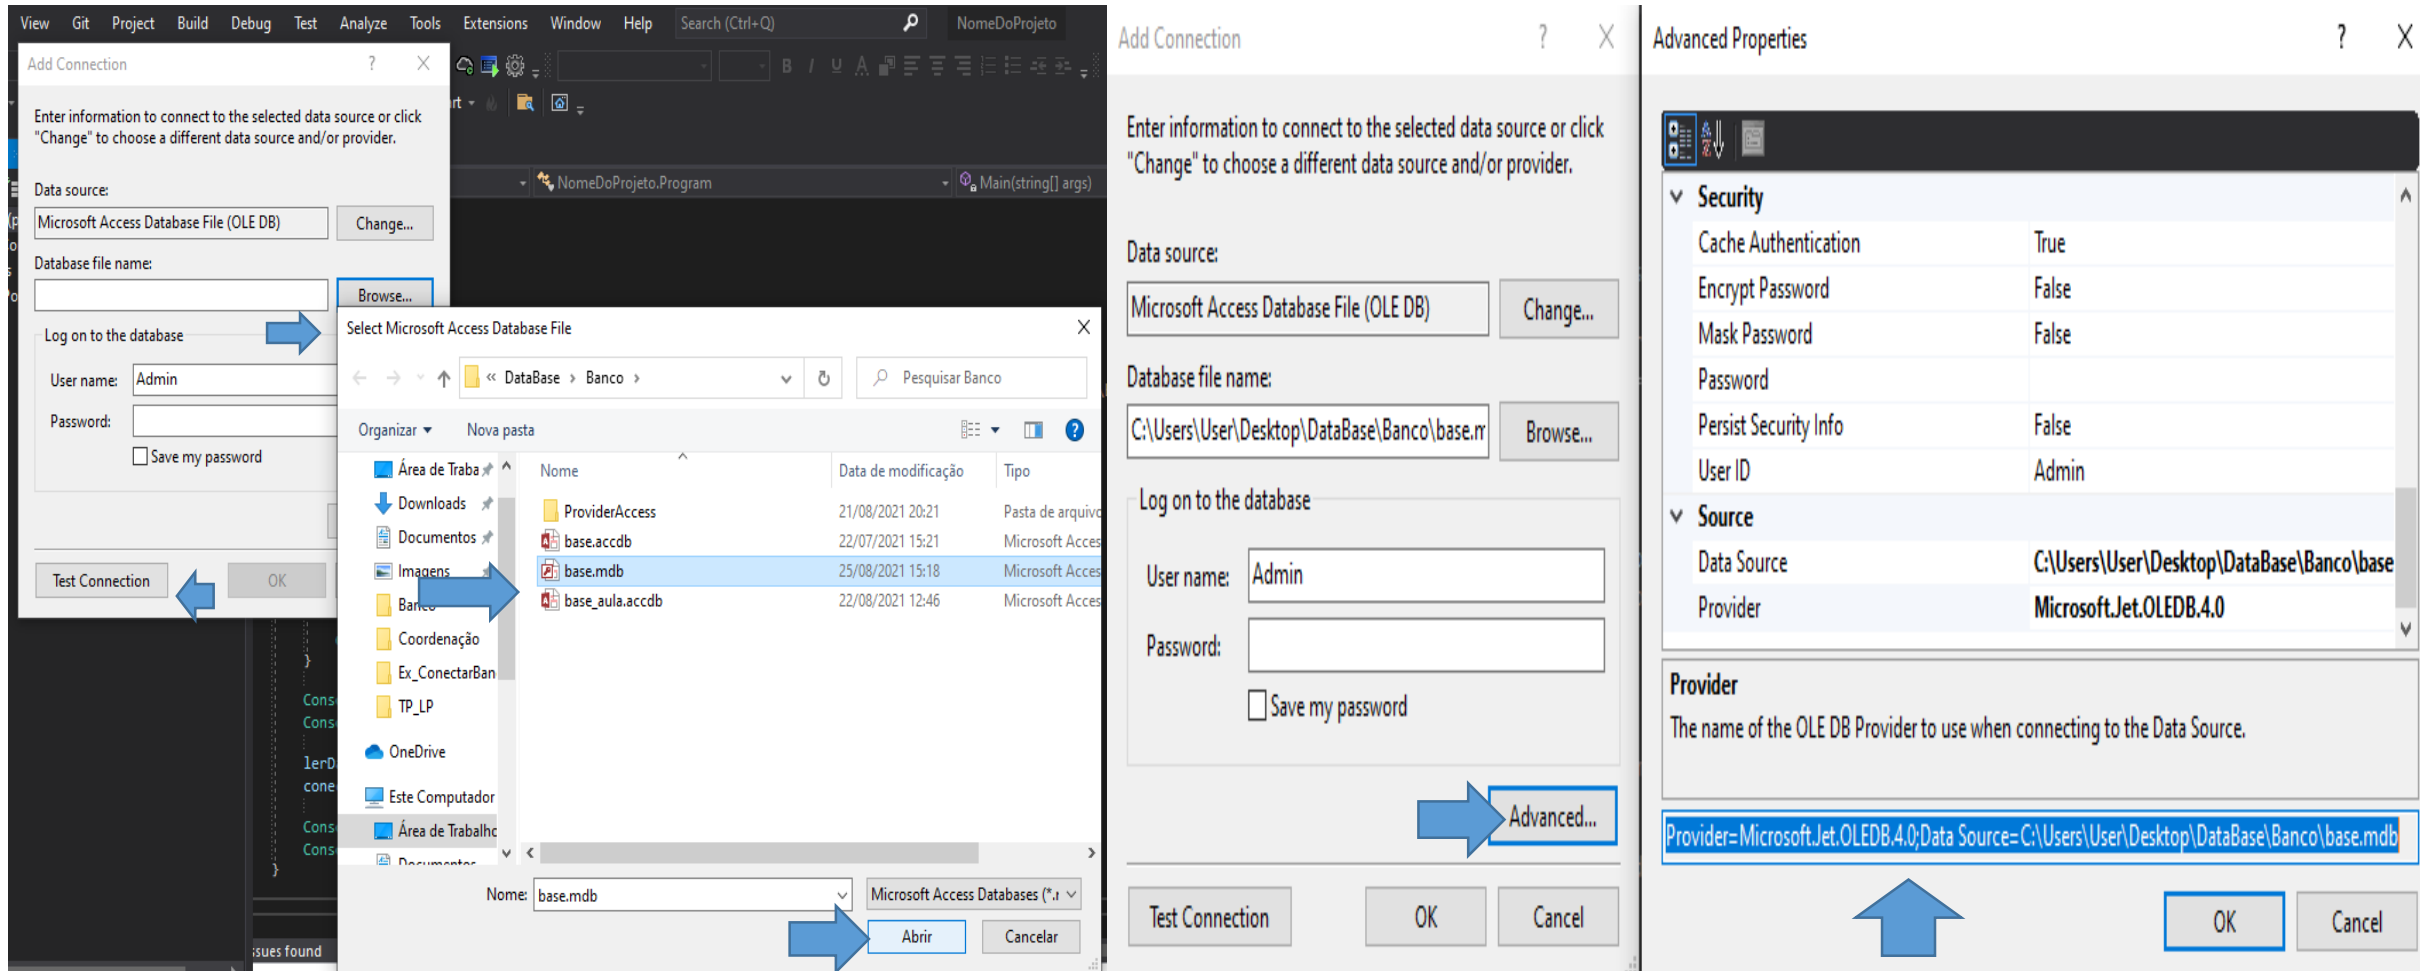 View Git Project Build Debug Test Analyze Tools Extensions Window Help Search (Ctrl+Q) NomeDoProjeto
Add Connection ? X
Enter information to connect to the selected data source or click
"Change" to choose a different data source and/or provider.
Data source:
Microsoft Access Database File (OLE DB) Change...
Database file name:
Browse...
Log on to the database
User name: Admin
Password:
Save my password
Test Connection OK
NomeDoProjeto.Program Main(string[] args)
Select Microsoft Access Database File X
« DataBase > Banco > Pesquisar Banco
Organizar Nova pasta
Nome Data de modificação Tipo
ProviderAccess 21/08/2021 20:21 Pasta de arquivo
base.accdb 22/07/2021 15:21 Microsoft Acces
base.mdb 25/08/2021 15:18 Microsoft Acces
base_aula.accdb 22/08/2021 12:46 Microsoft Acces
Área de Traba
Downloads
Documentos
Imagens
Banco
Coordenação
Ex_ConectarBan
TP_LP
OneDrive
Este Computador
Área de Trabalho
Documentos
Nome: base.mdb Microsoft Access Databases (*.r
Abrir Cancelar
}
Cons
Cons
lerD
cone
Cons
Cons
}
ssues found
Add Connection ? X
Enter information to connect to the selected data source or click
"Change" to choose a different data source and/or provider.
Data source:
Microsoft Access Database File (OLE DB) Change...
Database file name:
C:\Users\User\Desktop\DataBase\Banco\base.m Browse...
Log on to the database
User name: Admin
Password:
Save my password
Advanced...
Test Connection OK Cancel
Advanced Properties ? X
Security
Cache Authentication True
Encrypt Password False
Mask Password False
Password
Persist Security Info False
User ID Admin
Source
Data Source C:\Users\User\Desktop\DataBase\Banco\base
Provider Microsoft.Jet.OLEDB.4.0
Provider
The name of the OLE DB Provider to use when connecting to the Data Source.
Provider=Microsoft.Jet.OLEDB.4.0;Data Source=C:\Users\User\Desktop\DataBase\Banco\base.mdb
OK Cancel